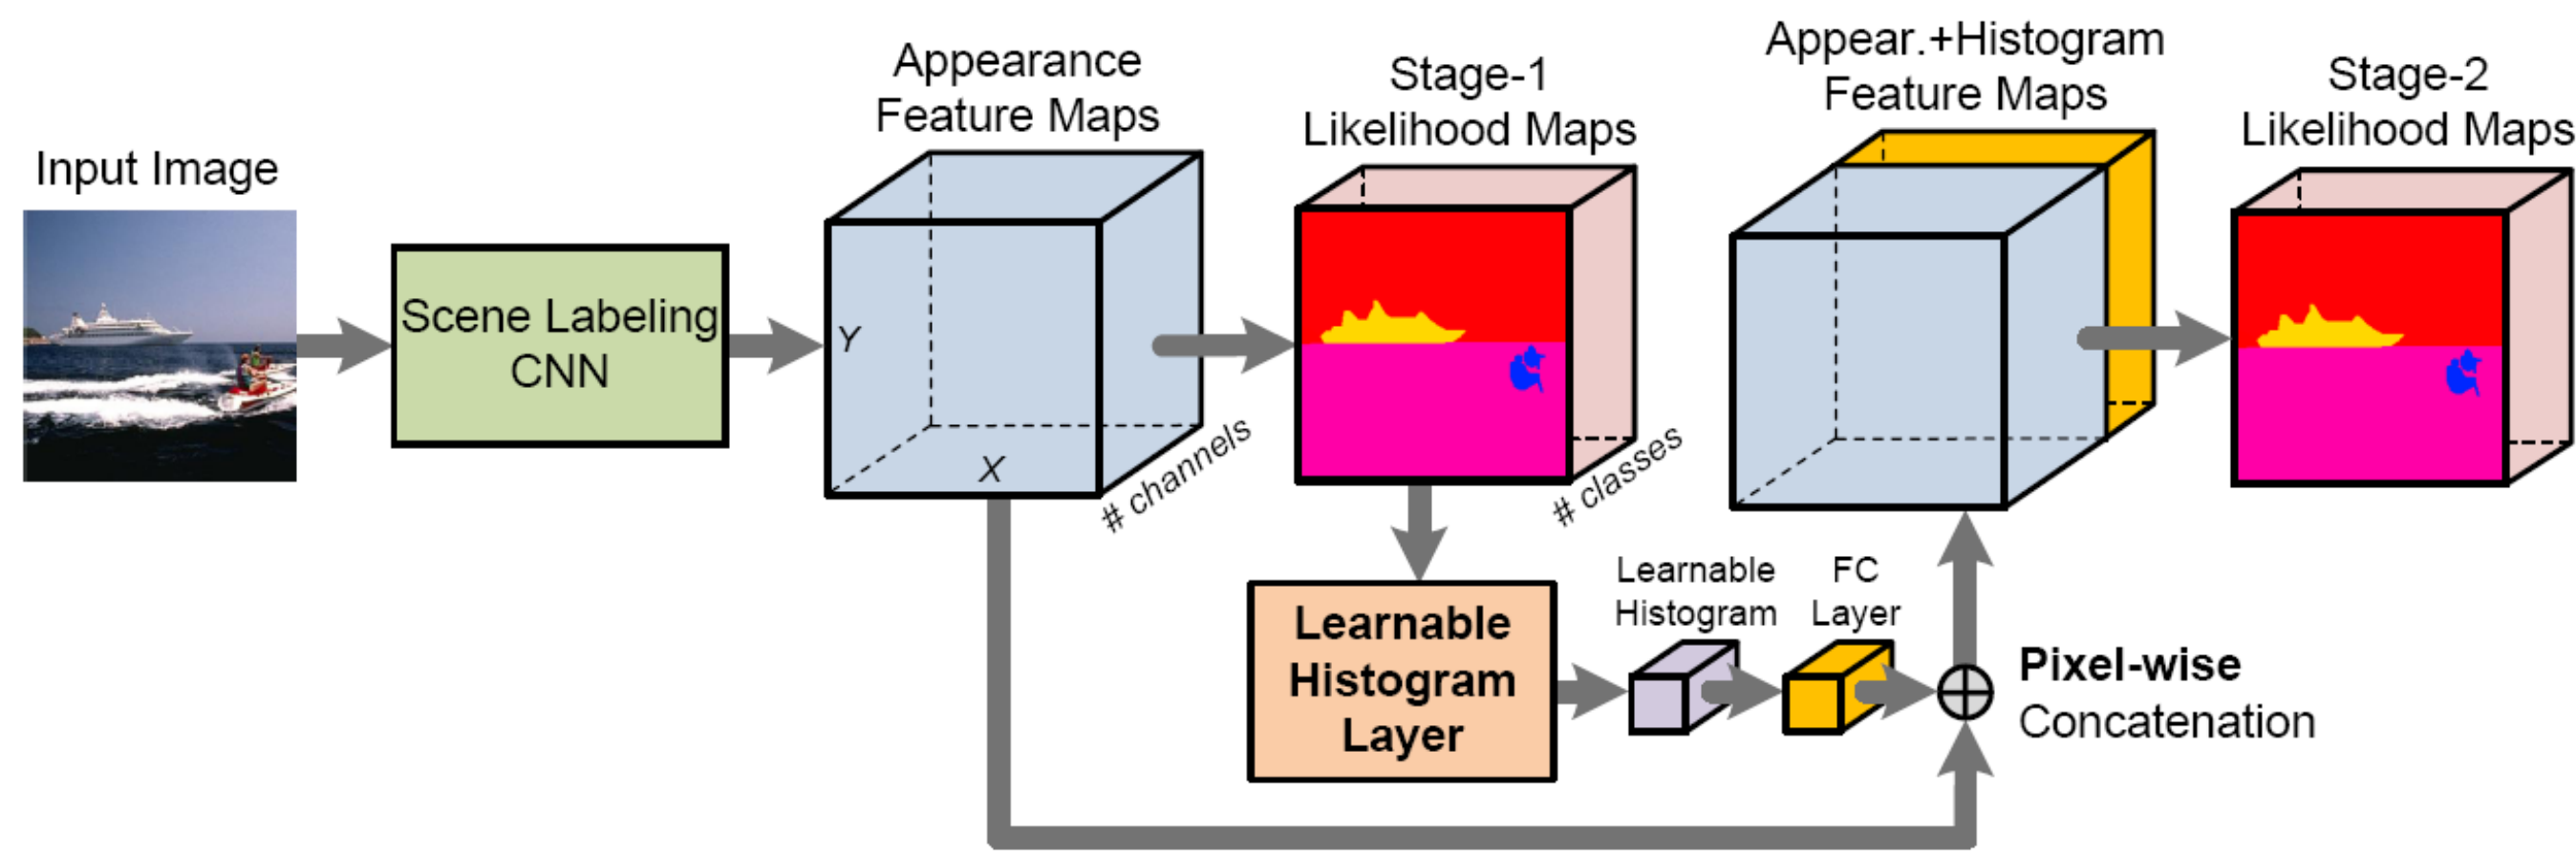 Input Image
Scene Labeling
CNN
Appearance
Feature Maps
Y
X
# channels
Stage-1
Likelihood Maps
# classes
Learnable
Histogram
Layer
Learnable
Histogram
FC
Layer
Pixel-wise
Concatenation
Appear.+Histogram
Feature Maps
Stage-2
Likelihood Maps